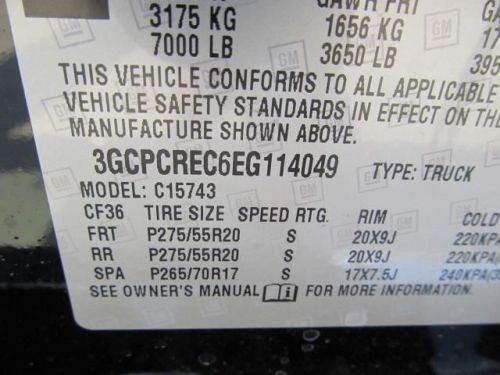 3175 KG 1656 KG 17
7000 LB 3650 LB 395
THIS VEHICLE CONFORMS TO ALL APPLICABLE
VEHICLE SAFETY STANDARDS IN EFFECT ON THE
MANUFACTURE SHOWN ABOVE.
3GCPCREC6EG114049 TYPE: TRUCK
MODEL: C15743
CF36 TIRE SIZE SPEED RTG. RIM COLD
FRT P275/55R20 S 20X9J 220KPA
RR P275/55R20 S 20X9J 220KPA(
SPA P265/70R17 S 17X7.5J 240KPA(3
SEE OWNER'S MANUAL FOR MORE INFORMATION.